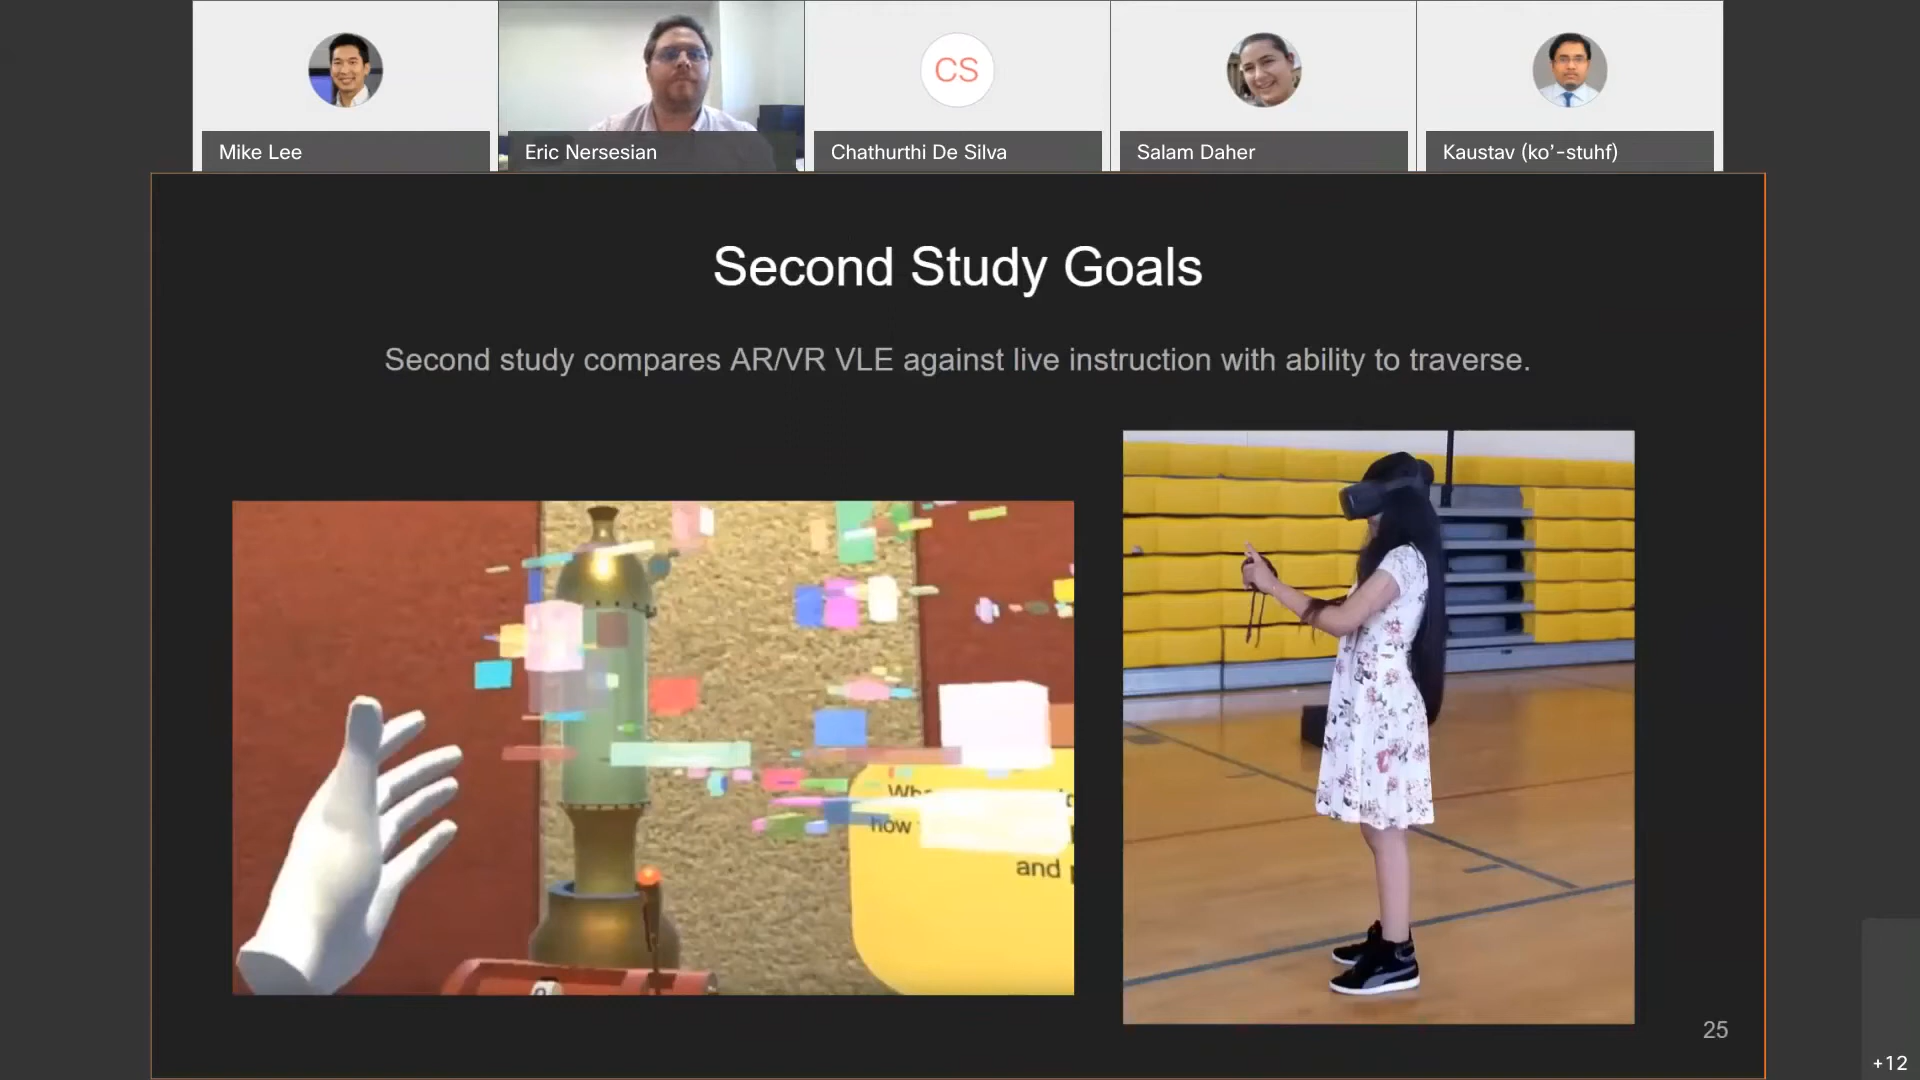 CS
Mike Lee
Eric Nersesian
Chathurthi De Silva
Salam Daher
Kaustav (ko’-stuhf)
Second Study Goals
Second study compares AR/VR VLE against live instruction with ability to traverse.
how
and
25
+12